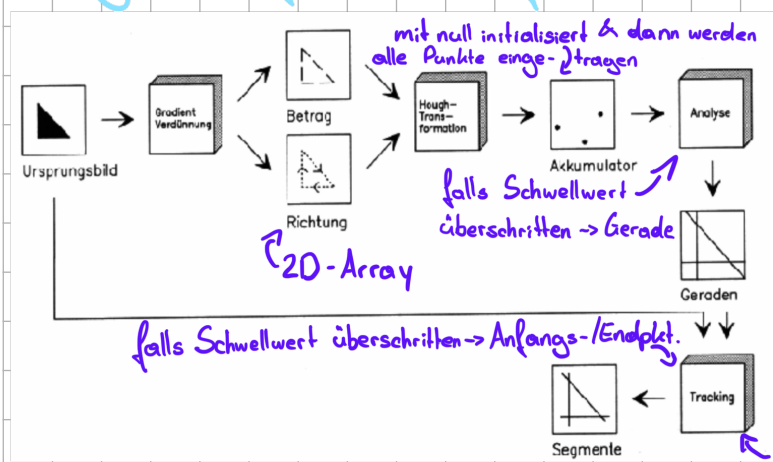 mit null initialisiert & dann werden
alle Punkte einge-tragen
Ursprungsbild
Gradient
Verdünnung
Betrag
Richtung
2D-Array
Hough-
Trans-
formation
Akkumulator
Analyse
falls Schwellwert
überschritten -> Gerade
Geraden
falls Schwellwert überschritten -> Anfangs-/Endpkt.
Tracking
Segmente